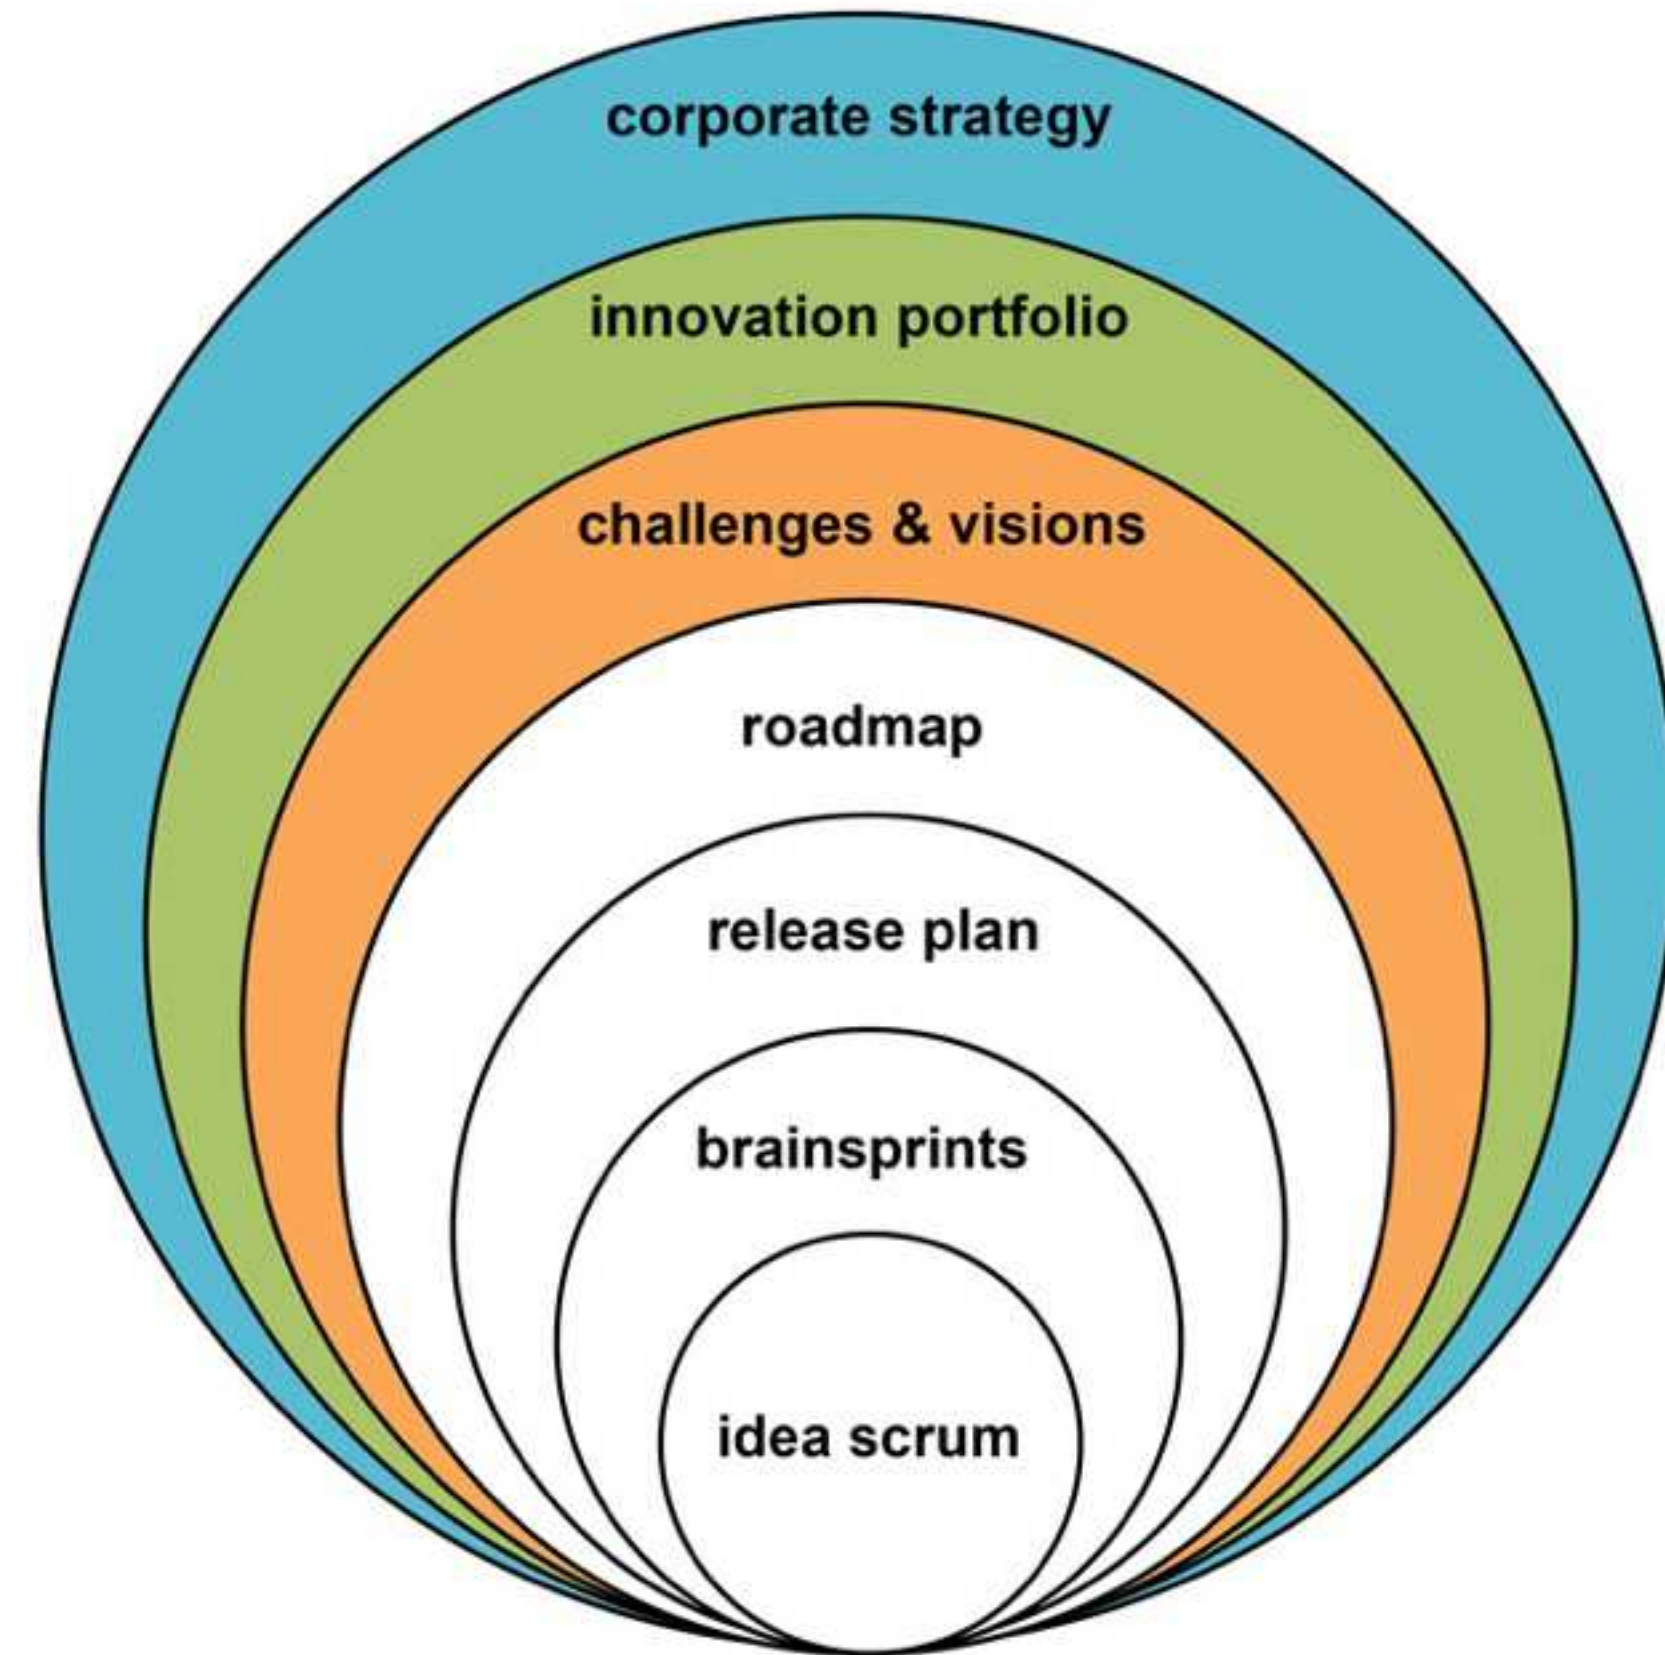 corporate strategy
innovation portfolio
challenges & visions
roadmap
release plan
brainsprints
idea scrum